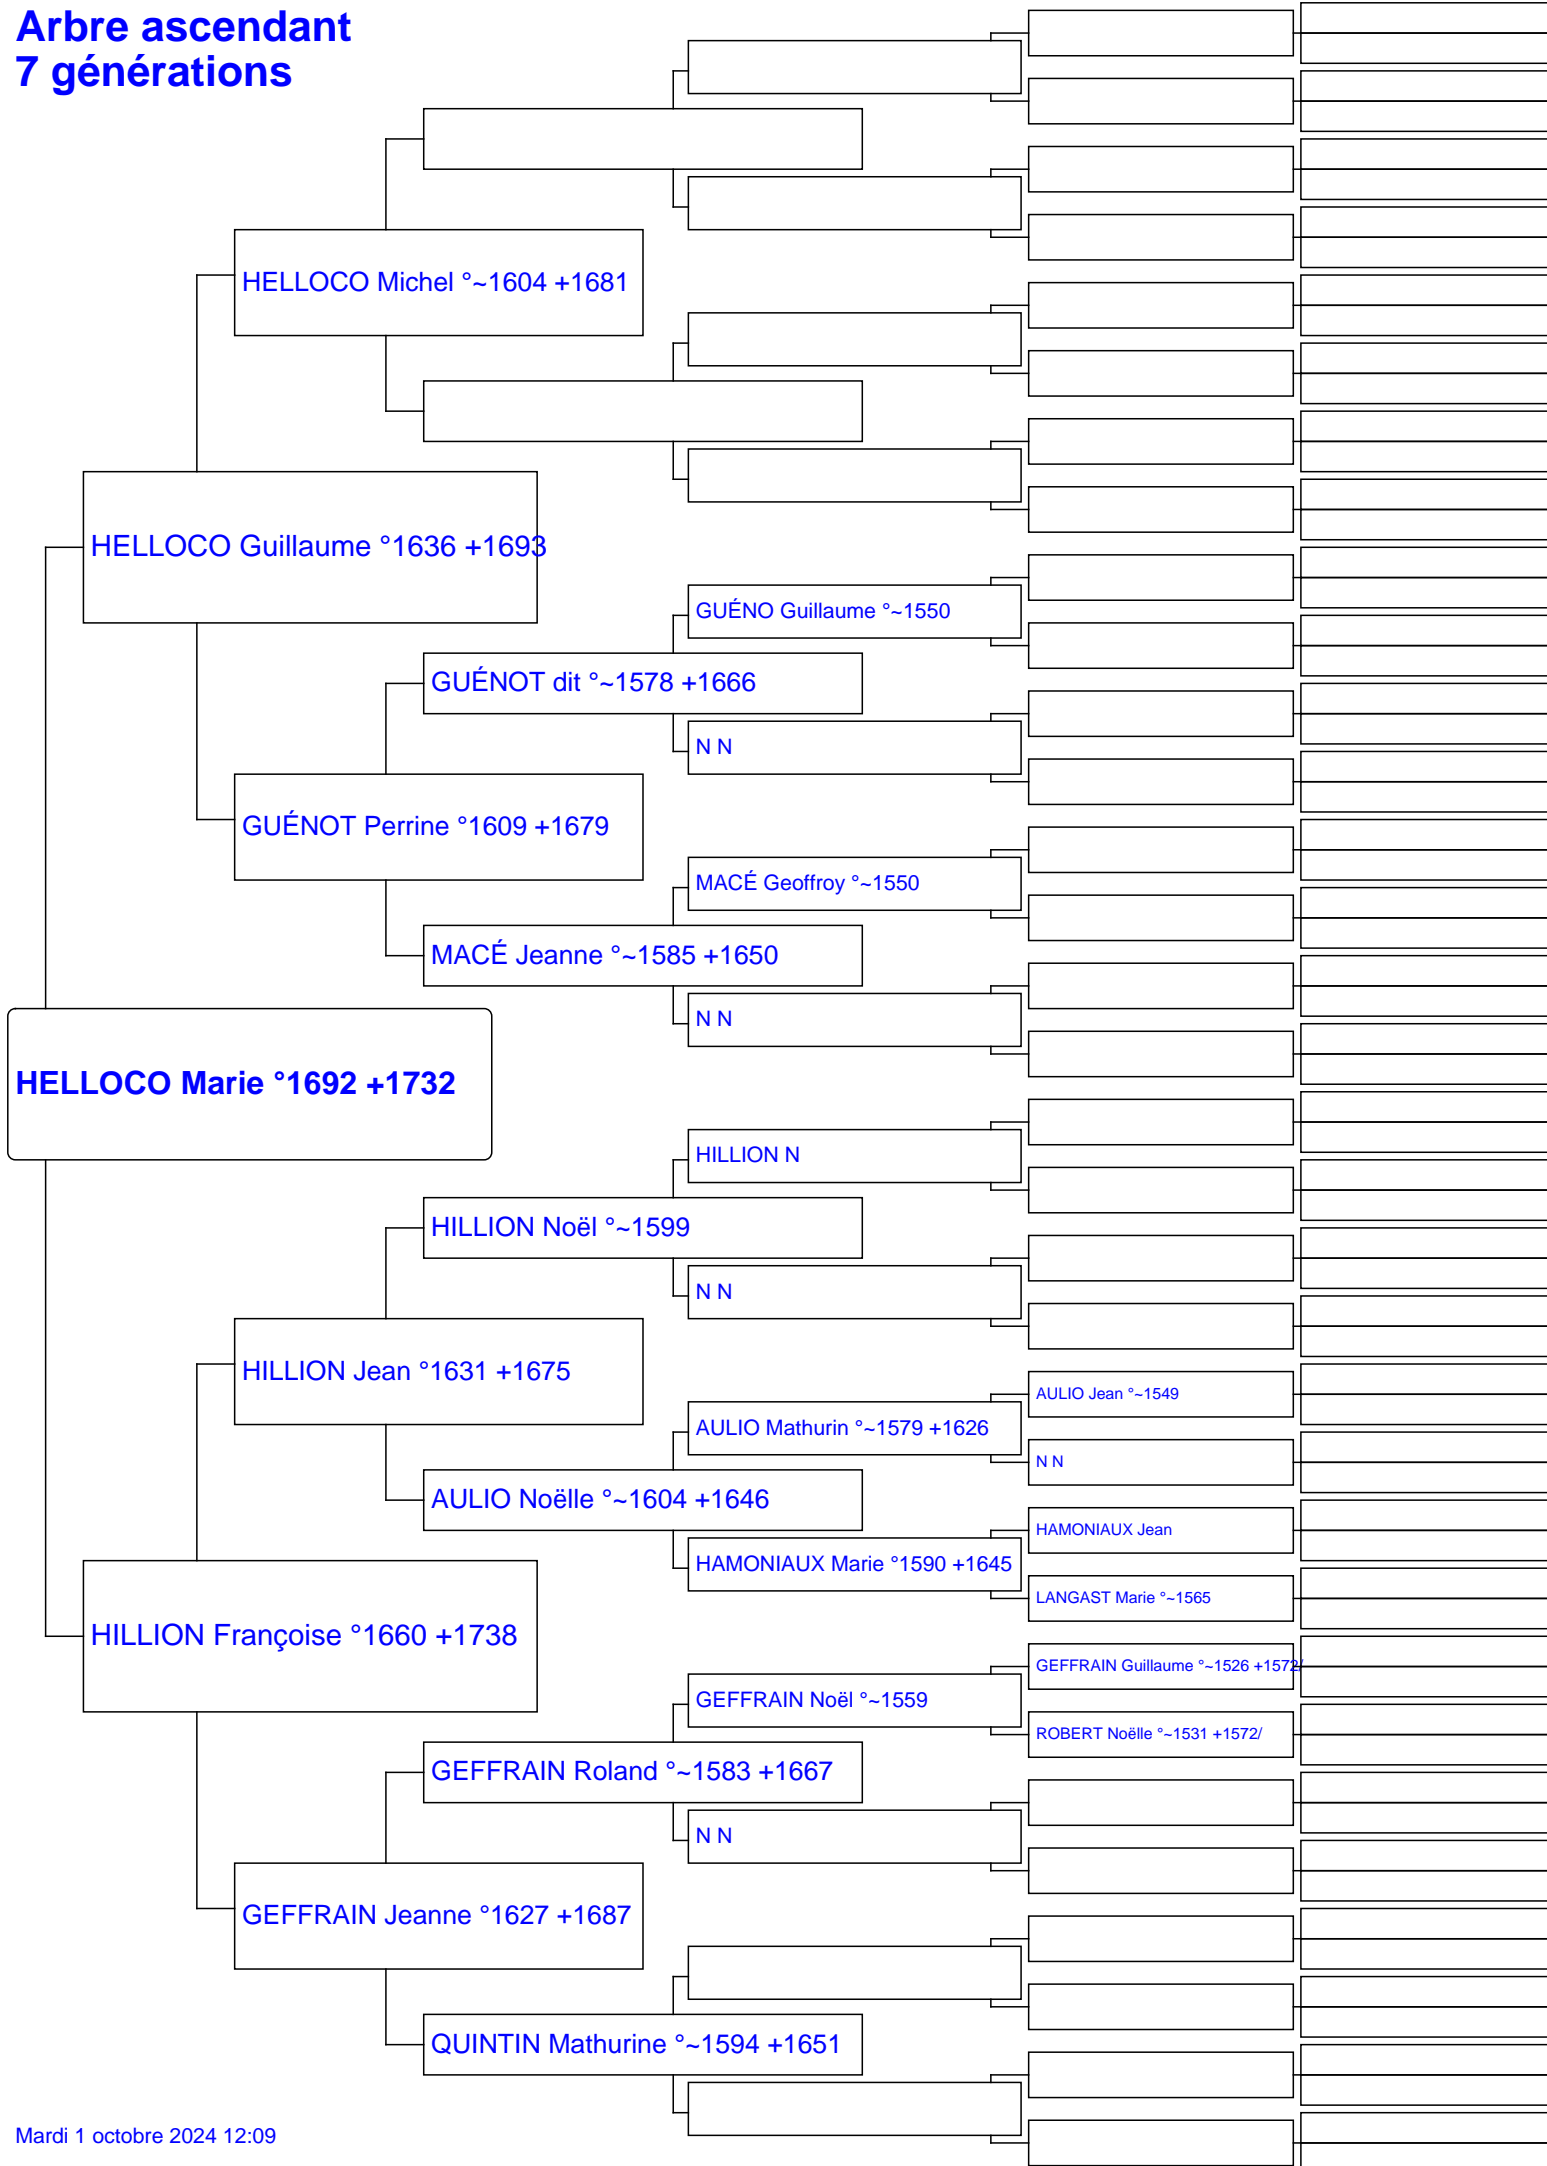 Arbre ascendant
7 générations
HELLOCO Michel °~1604 +1681
HELLOCO Guillaume °1636 +1693
GUÉNO Guillaume °~1550
GUÉNOT dit °~1578 +1666
N N
GUÉNOT Perrine °1609 +1679
MACÉ Geoffroy °~1550
MACÉ Jeanne °~1585 +1650
N N
HELLOCO Marie °1692 +1732
HILLION N
HILLION Noël °~1599
N N
HILLION Jean °1631 +1675
AULIO Jean °~1549
AULIO Mathurin °~1579 +1626
N N
AULIO Noëlle °~1604 +1646
HAMONIAUX Jean
HAMONIAUX Marie °1590 +1645
LANGAST Marie °~1565
HILLION Françoise °1660 +1738
GEFFRAIN Guillaume °~1526 +1572/
GEFFRAIN Noël °~1559
ROBERT Noëlle °~1531 +1572/
GEFFRAIN Roland °~1583 +1667
N N
GEFFRAIN Jeanne °1627 +1687
QUINTIN Mathurine °~1594 +1651
Mardi 1 octobre 2024 12:09